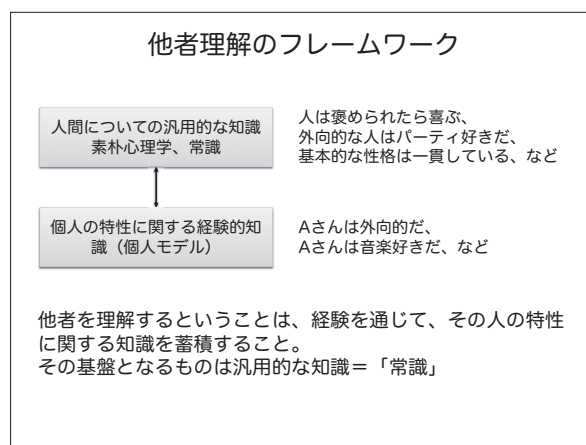 他者理解のフレームワーク
人間についての汎用的な知識
素朴心理学、常識
人は褒められたら喜ぶ、
外向的な人はパーティ好きだ、
基本的な性格は一貫している、など
個人の特性に関する経験的知
識（個人モデル）
Aさんは外向的だ、
Aさんは音楽好きだ、など
他者を理解するということは、経験を通じて、その人の特性
に関する知識を蓄積すること。
その基盤となるものは汎用的な知識＝「常識」